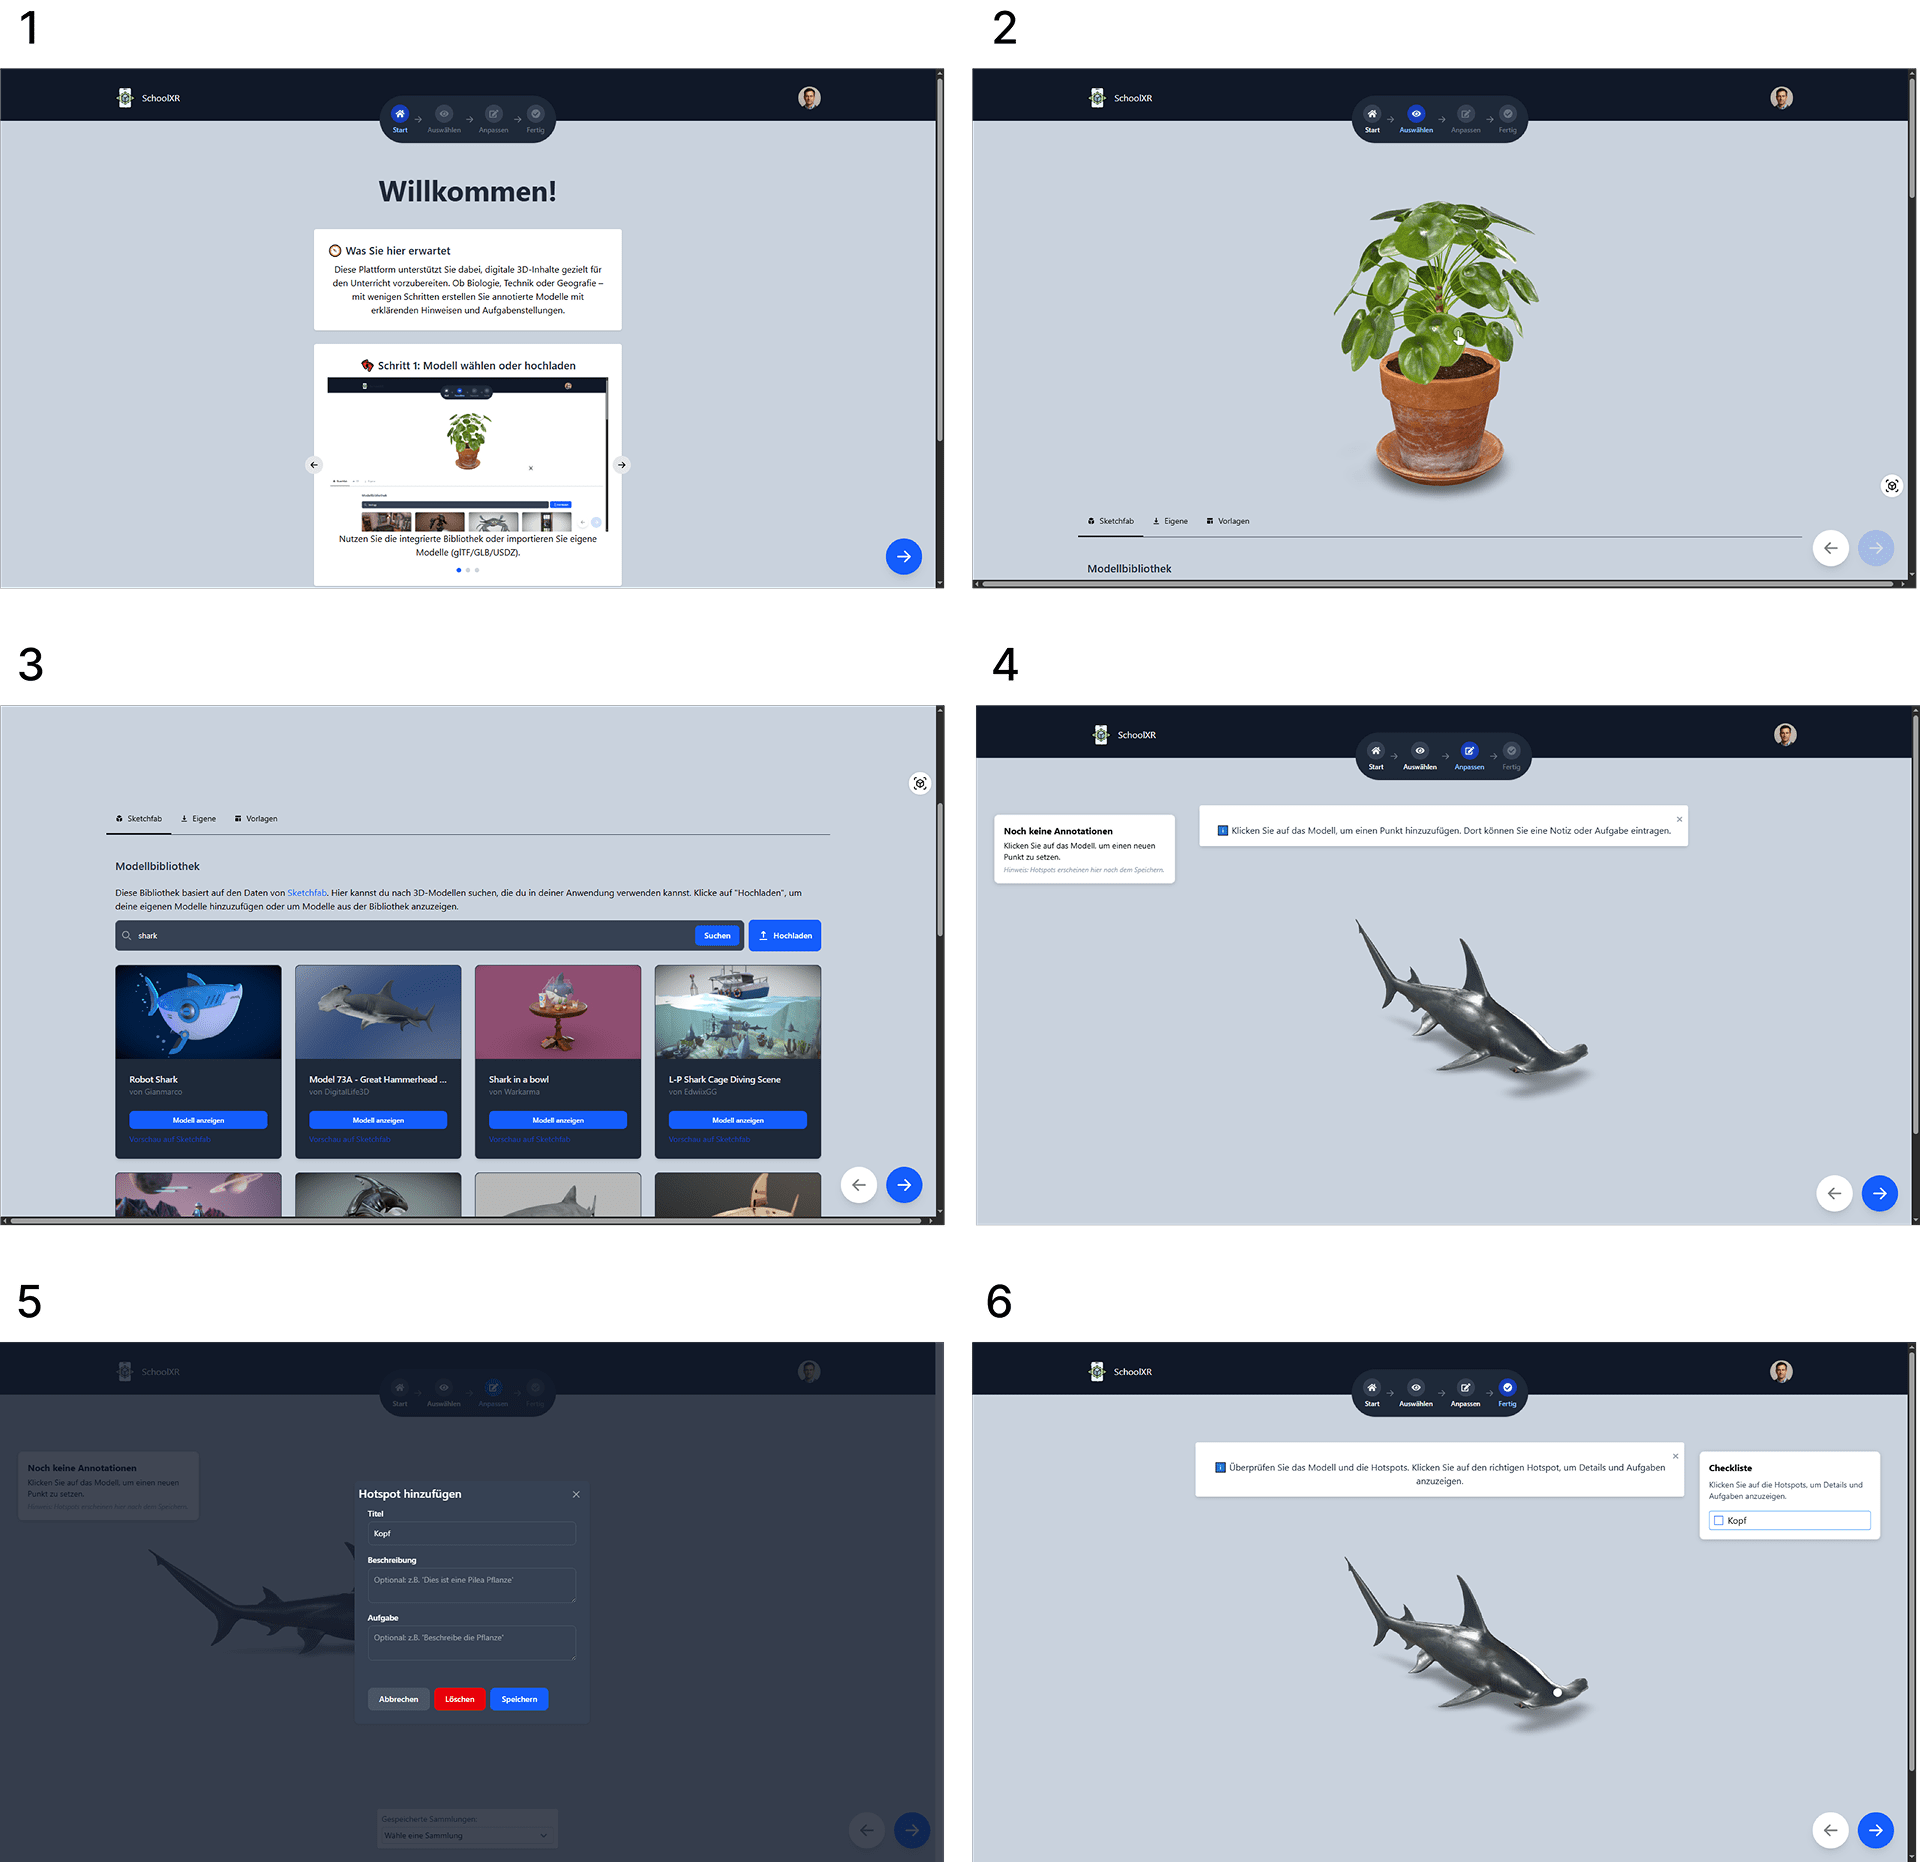 1
SchoolXR
Start
Auswählen
Anpassen
Fertig
Willkommen!
Was Sie hier erwartet
Diese Plattform unterstützt Sie dabei, digitale 3D-Inhalte gezielt für
den Unterricht vorzubereiten. Ob Biologie, Technik oder Geografie –
mit wenigen Schritten erstellen Sie annotierte Modelle mit
erklärenden Hinweisen und Aufgabenstellungen.
Schritt 1: Modell wählen oder hochladen
Nutzen Sie die integrierte Bibliothek oder importieren Sie eigene
Modelle (glTF/GLB/USDZ).
2
SchoolXR
Start
Auswählen
Anpassen
Fertig
Sketchfab
Eigene
Vorlagen
Modellbibliothek
3
Sketchfab
Eigene
Vorlagen
Modellbibliothek
Diese Bibliothek basiert auf den Daten von Sketchfab. Hier kannst du nach 3D-Modellen suchen, die du in deiner Anwendung verwenden kannst. Klicke auf "Hochladen", um
deine eigenen Modelle hinzuzufügen oder um Modelle aus der Bibliothek anzuzeigen.
shark
Suchen
Hochladen
Robot Shark
von Gianmarco
Modell anzeigen
Vorschau auf Sketchfab
Model 73A - Great Hammerhead ...
von DigitalLife3D
Modell anzeigen
Vorschau auf Sketchfab
Shark in a bowl
von Warkarma
Modell anzeigen
Vorschau auf Sketchfab
L-P Shark Cage Diving Scene
von EdwiixGG
Modell anzeigen
Vorschau auf Sketchfab
4
SchoolXR
Start
Auswählen
Anpassen
Fertig
Noch keine Annotationen
Klicken Sie auf das Modell, um einen neuen
Punkt zu setzen.
Hinweis: Hotspots erscheinen hier nach dem Speichern.
Klicken Sie auf das Modell, um einen Punkt hinzuzufügen. Dort können Sie eine Notiz oder Aufgabe eintragen.
5
SchoolXR
Start
Auswählen
Anpassen
Fertig
Noch keine Annotationen
Klicken Sie auf das Modell, um einen neuen
Punkt zu setzen.
Hinweis: Hotspots erscheinen hier nach dem Speichern.
Hotspot hinzufügen
Titel
Kopf
Beschreibung
Optional: z.B. 'Dies ist eine Pilea Pflanze'
Aufgabe
Optional: z.B. 'Beschreibe die Pflanze'
Abbrechen
Löschen
Speichern
Gespeicherte Sammlungen:
Wähle eine Sammlung
6
SchoolXR
Start
Auswählen
Anpassen
Fertig
Überprüfen Sie das Modell und die Hotspots. Klicken Sie auf den richtigen Hotspot, um Details und Aufgaben
anzuzeigen.
Checkliste
Klicken Sie auf die Hotspots, um Details und
Aufgaben anzuzeigen.
Kopf